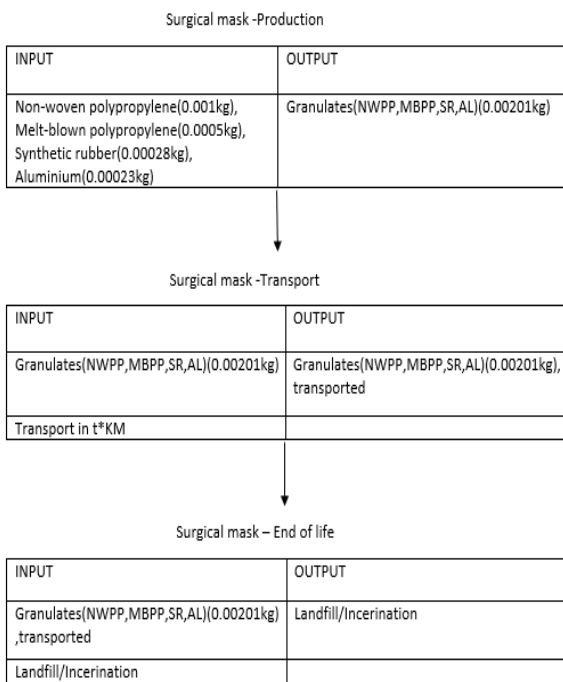 Surgical mask -Production
INPUT
OUTPUT
Non-woven polypropylene(0.001kg),
Melt-blown polypropylene(0.0005kg),
Synthetic rubber(0.00028kg),
Aluminium(0.00023kg)
Granulates(NWPP,MBPP,SR,AL)(0.00201kg)
Surgical mask -Transport
INPUT
OUTPUT
Granulates(NWPP,MBPP,SR,AL)(0.00201kg)
Granulates(NWPP,MBPP,SR,AL)(0.00201kg),
transported
Transport in t*KM
Surgical mask – End of life
INPUT
OUTPUT
Granulates(NWPP,MBPP,SR,AL)(0.00201kg)
,transported
Landfill/Incerination
Landfill/Incerination